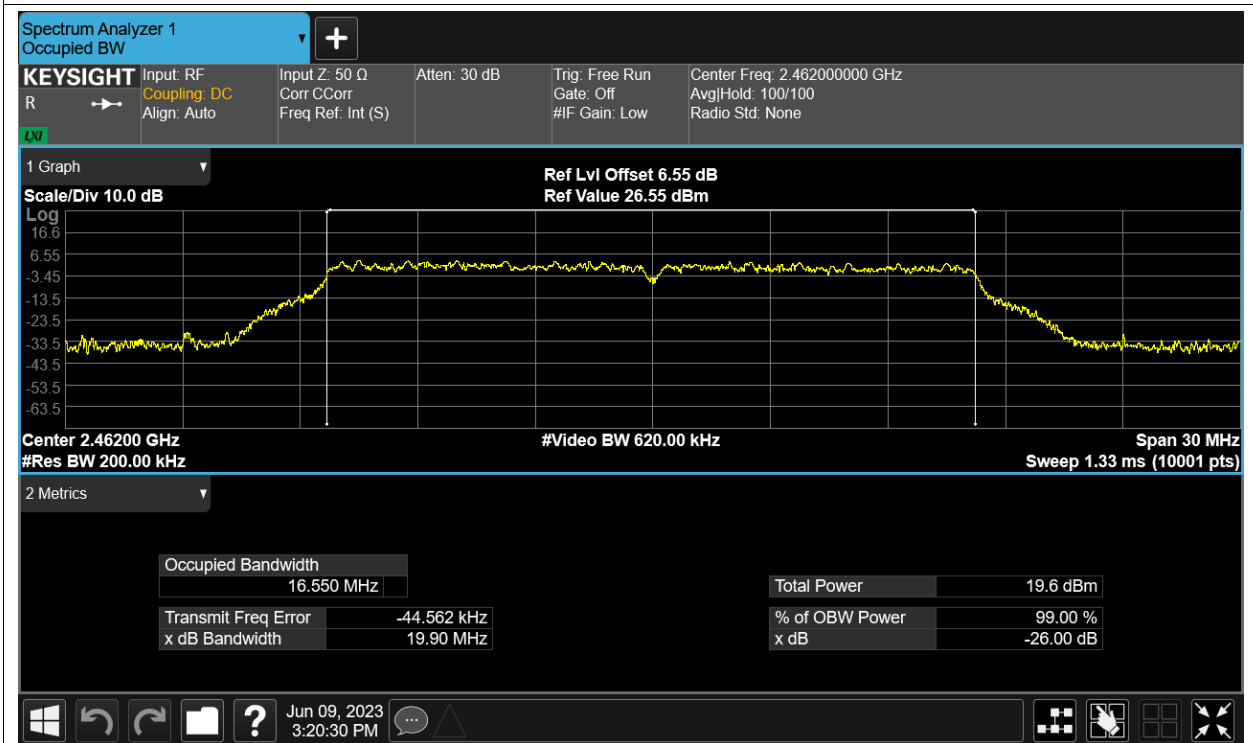 Spectrum Analyzer 1
Occupied BW
KEYSIGHT
R
LXI
Input: RF
Coupling: DC
Align: Auto
Input Z: 50 Ω
Corr CCorr
Freq Ref: Int (S)
Atten: 30 dB
Trig: Free Run
Gate: Off
#IF Gain: Low
Center Freq: 2.462000000 GHz
Avg|Hold: 100/100
Radio Std: None
1 Graph
Scale/Div 10.0 dB
Ref Lvl Offset 6.55 dB
Ref Value 26.55 dBm
Log
16.6
6.55
-3.45
-13.5
-23.5
-33.5
-43.5
-53.5
-63.5
Center 2.46200 GHz
#Video BW 620.00 kHz
Span 30 MHz
#Res BW 200.00 kHz
Sweep 1.33 ms (10001 pts)
2 Metrics
Occupied Bandwidth
16.550 MHz
Total Power 19.6 dBm
Transmit Freq Error -44.562 kHz
% of OBW Power 99.00 %
x dB Bandwidth 19.90 MHz
x dB -26.00 dB
?
Jun 09, 2023
3:20:30 PM